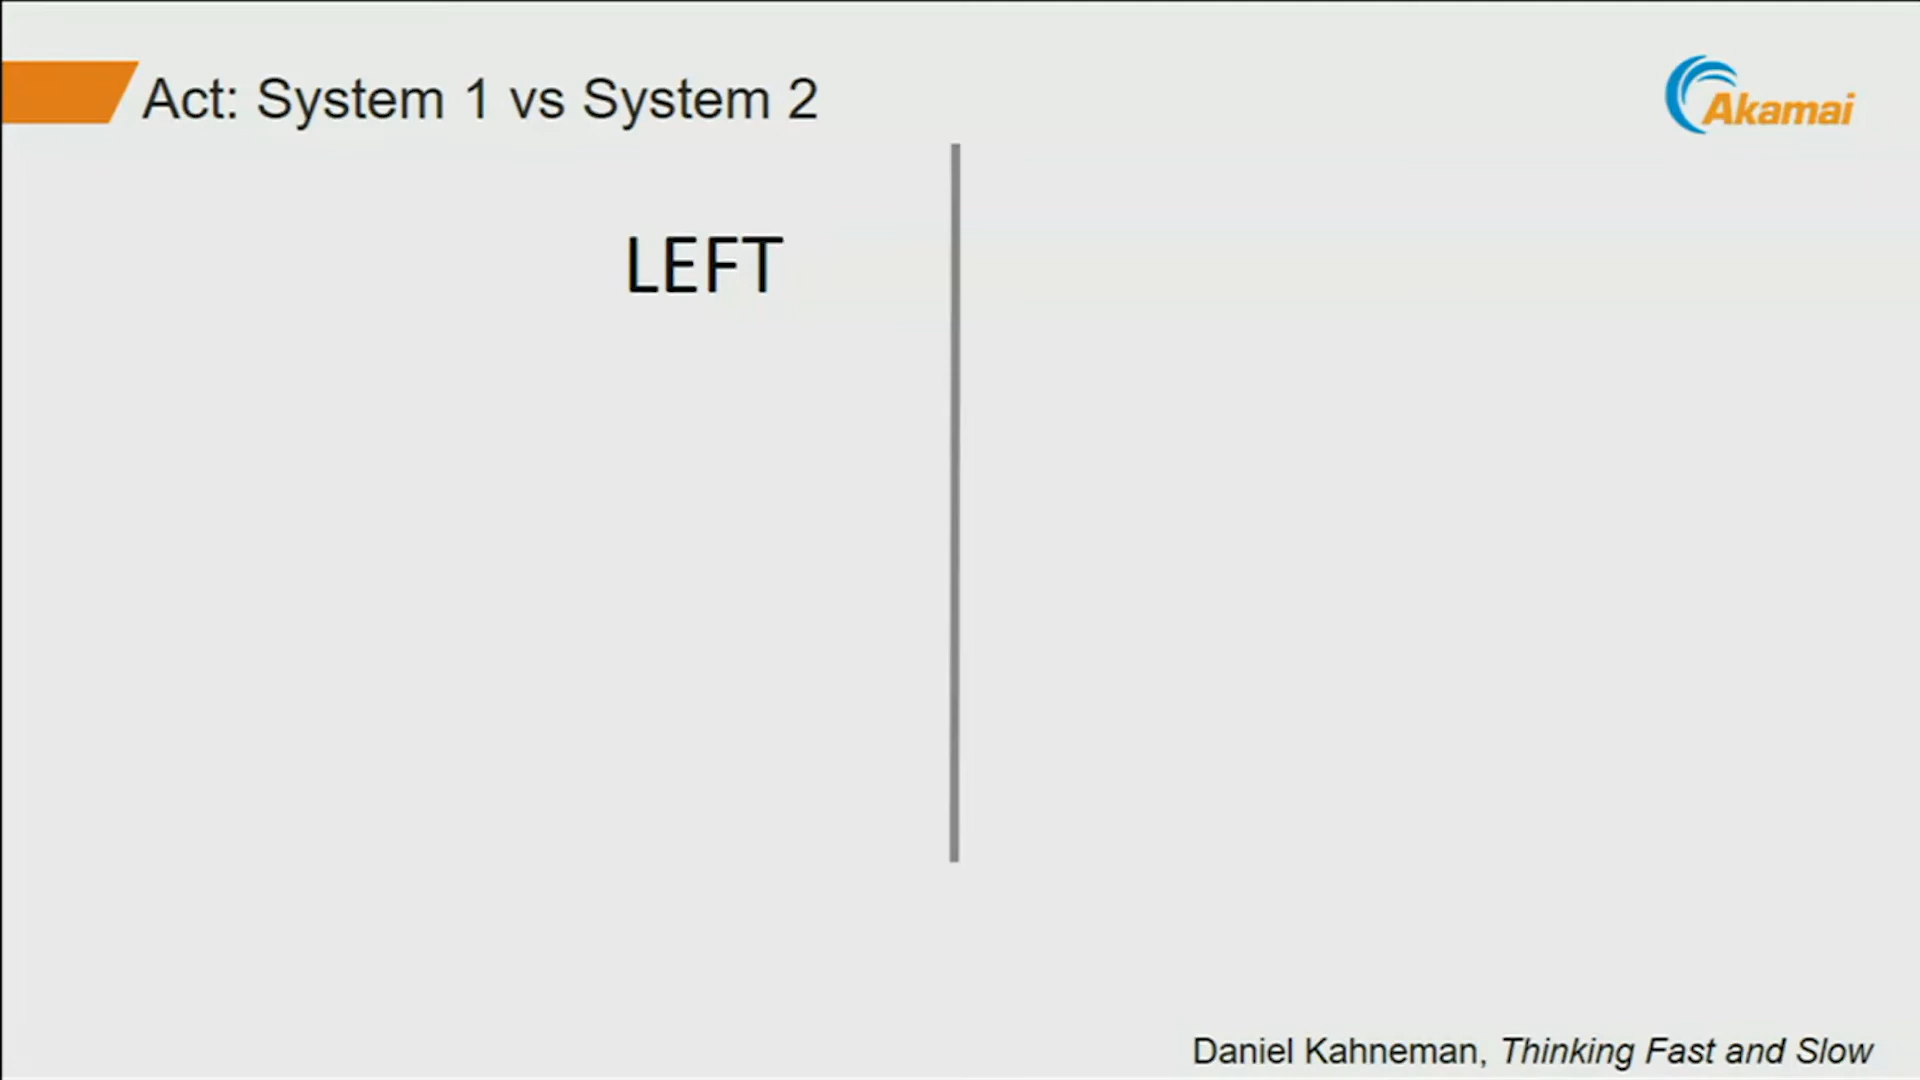 Act: System 1 vs System 2
Akamai
LEFT
Daniel Kahneman, Thinking Fast and Slow